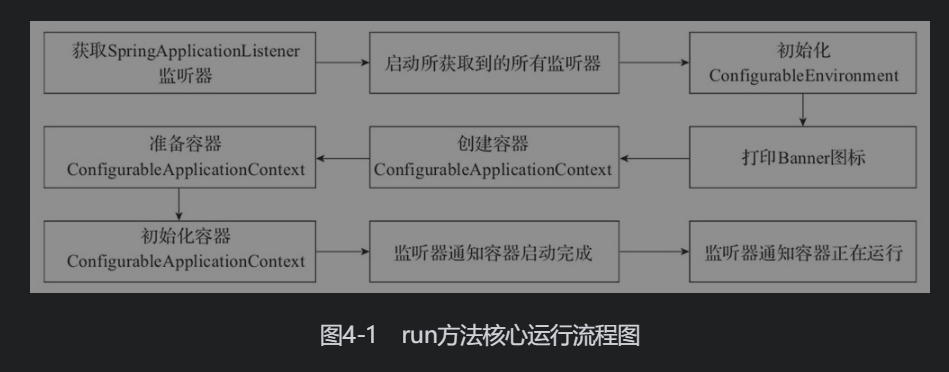 获取SpringApplicationListener
监听器
启动所获取到的所有监听器
初始化
ConfigurableEnvironment
打印Banner图标
创建容器
ConfigurableApplicationContext
准备容器
ConfigurableApplicationContext
初始化容器
ConfigurableApplicationContext
监听器通知容器启动完成
监听器通知容器正在运行
图4-1 run方法核心运行流程图